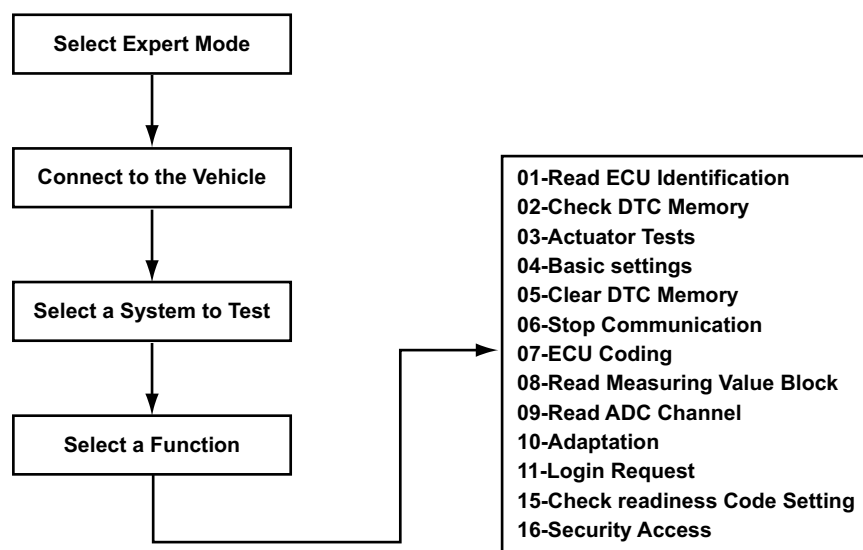 Select Expert Mode
Connect to the Vehicle
Select a System to Test
Select a Function
01-Read ECU Identification
02-Check DTC Memory
03-Actuator Tests
04-Basic settings
05-Clear DTC Memory
06-Stop Communication
07-ECU Coding
08-Read Measuring Value Block
09-Read ADC Channel
10-Adaptation
11-Login Request
15-Check readiness Code Setting
16-Security Access